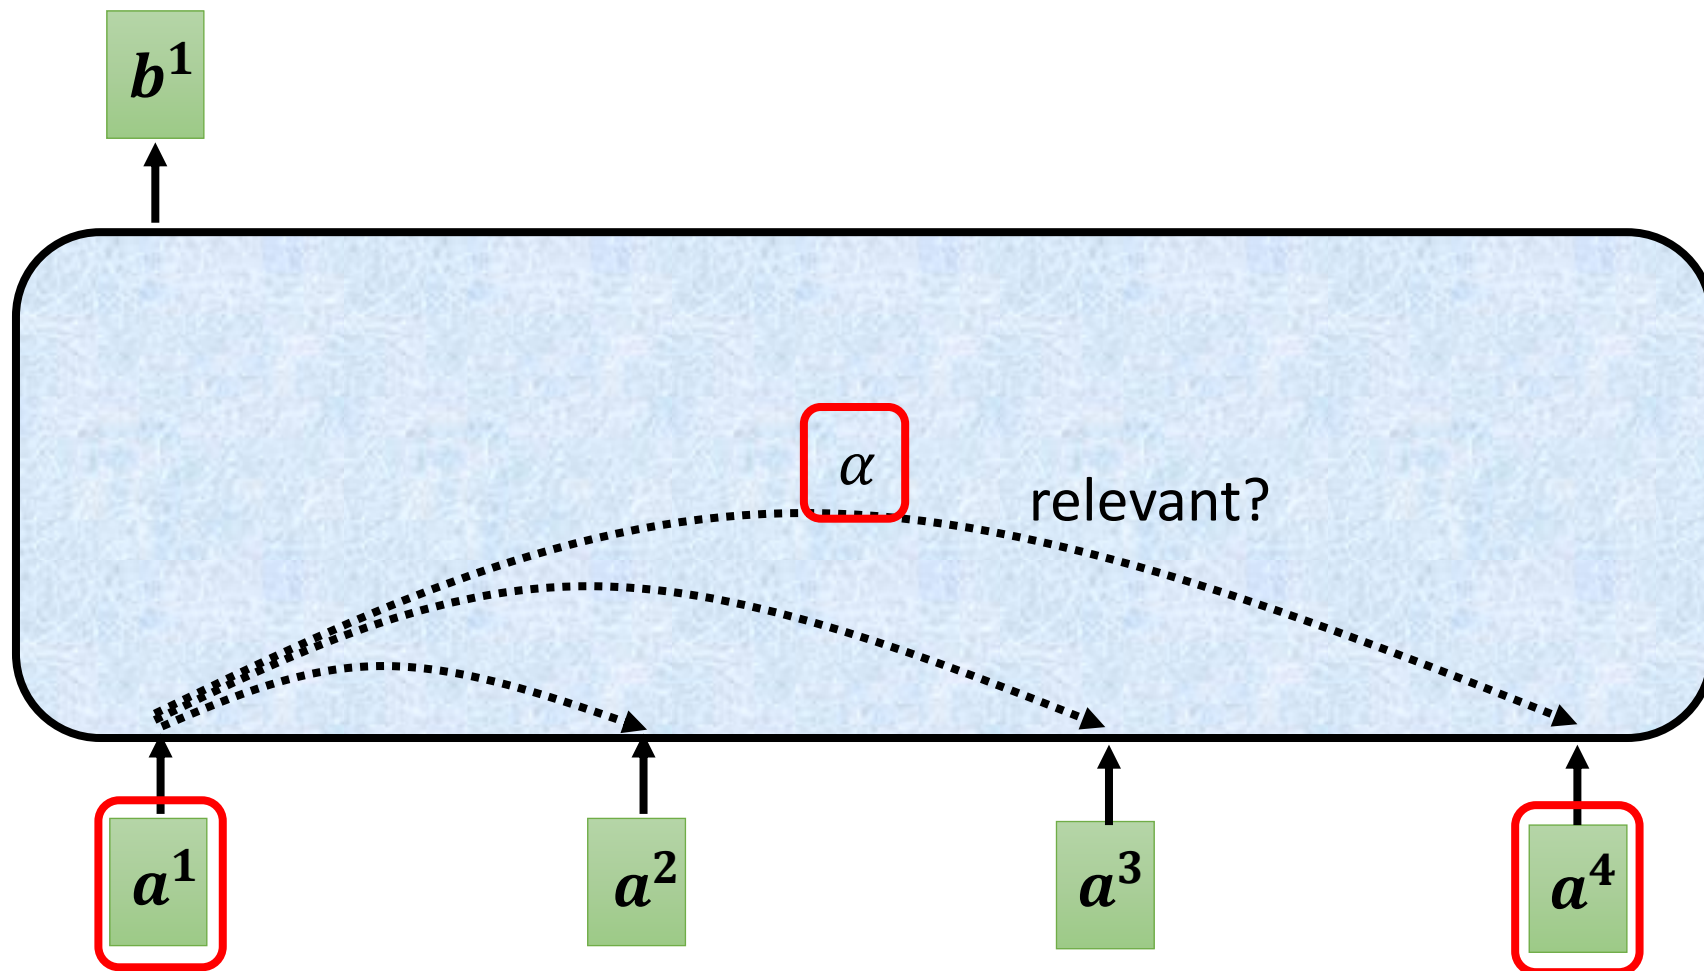 b¹
α
relevant?
a¹ a² a³ a⁴